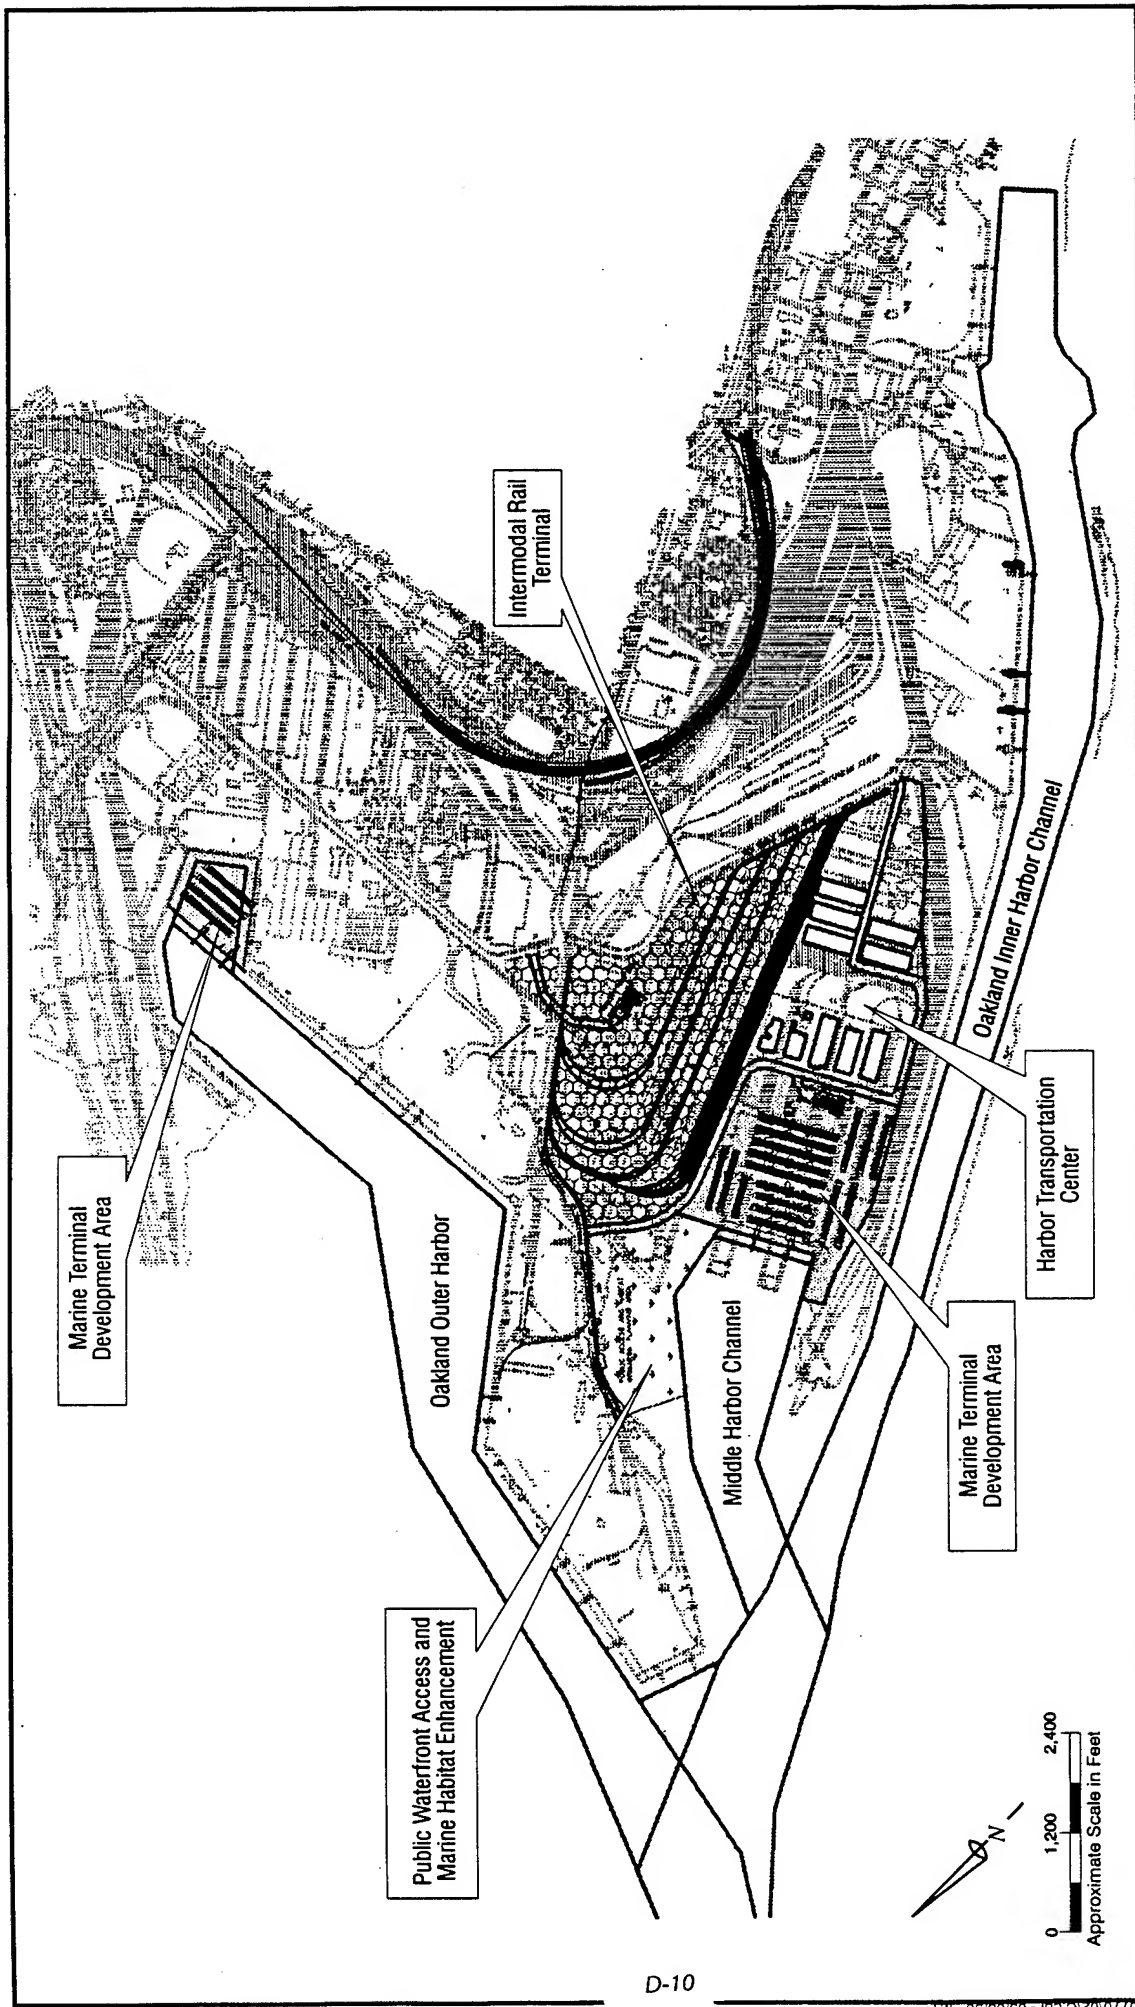 Marine Terminal
Development Area
Oakland Outer Harbor
Intermodal Rail
Terminal
Public Waterfront Access and
Marine Habitat Enhancement
Middle Harbor Channel
Oakland Inner Harbor Channel
Marine Terminal
Development Area
Harbor Transportation
Center
N
0
1,200
2,400
Approximate Scale in Feet
D-10